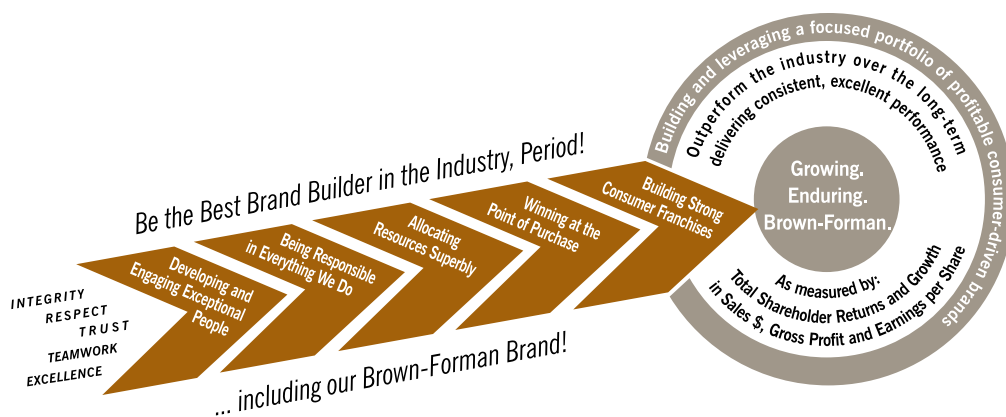 Be the Best Brand Builder in the Industry, Period!
INTEGRITY
RESPECT
TRUST
TEAMWORK
EXCELLENCE
Developing and
Engaging Exceptional
People
Being Responsible
in Everything We Do
Allocating
Resources Superbly
Winning at the
Point of Purchase
Building Strong
Consumer Franchises
... including our Brown-Forman Brand!
Building and leveraging a focused portfolio of profitable consumer-driven brands
Outperform the industry over the long-term
delivering consistent, excellent performance
Growing.
Enduring.
Brown-Forman.
As measured by:
Total Shareholder Returns and Growth
in Sales $, Gross Profit and Earnings per Share